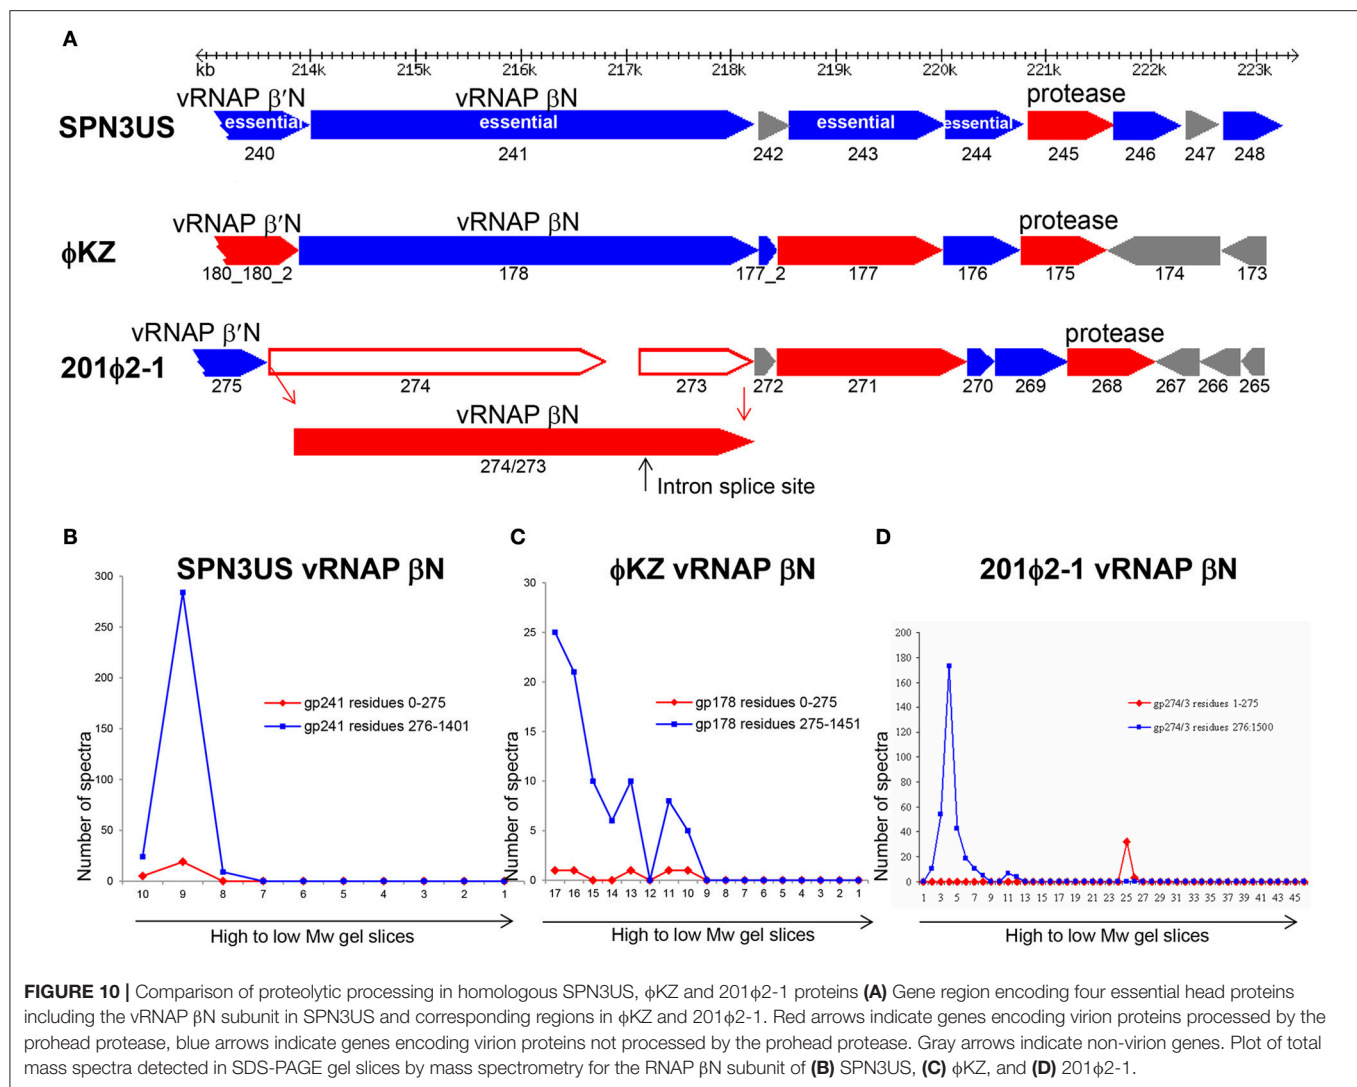 A
kb 214k 215k 216k 217k 218k 219k 220k 221k 222k 223k
vRNAP β′N vRNAP βN protease
SPN3US essential essential essential essential
240 241 242 243 244 245 246 247 248
vRNAP β′N vRNAP βN protease
ϕKZ
180_180_2 178 177_2 177 176 175 174 173
vRNAP β′N protease
201ϕ2-1
275 274 273 272 271 270 269 268 267 266 265
vRNAP βN
274/273
Intron splice site
B
SPN3US vRNAP βN
Number of spectra
300
250
200
150
100
50
0
gp241 residues 0-275
gp241 residues 276-1401
10 9 8 7 6 5 4 3 2 1
High to low Mw gel slices
C
ϕKZ vRNAP βN
Number of spectra
30
25
20
15
10
5
0
gp178 residues 0-275
gp178 residues 275-1451
17 16 15 14 13 12 11 10 9 8 7 6 5 4 3 2 1
High to low Mw gel slices
D
201ϕ2-1 vRNAP βN
Number of spectra
200
180
160
140
120
100
80
60
40
20
0
gp274/3 residues 1-275
gp274/3 residues 276:1500
1 3 5 7 9 11 13 15 17 19 21 23 25 27 29 31 33 35 37 39 41 43 45
High to low Mw gel slices
FIGURE 10 | Comparison of proteolytic processing in homologous SPN3US, ϕKZ and 201ϕ2-1 proteins (A) Gene region encoding four essential head proteins
including the vRNAP βN subunit in SPN3US and corresponding regions in ϕKZ and 201ϕ2-1. Red arrows indicate genes encoding virion proteins processed by the
prohead protease, blue arrows indicate genes encoding virion proteins not processed by the prohead protease. Gray arrows indicate non-virion genes. Plot of total
mass spectra detected in SDS-PAGE gel slices by mass spectrometry for the RNAP βN subunit of (B) SPN3US, (C) ϕKZ, and (D) 201ϕ2-1.